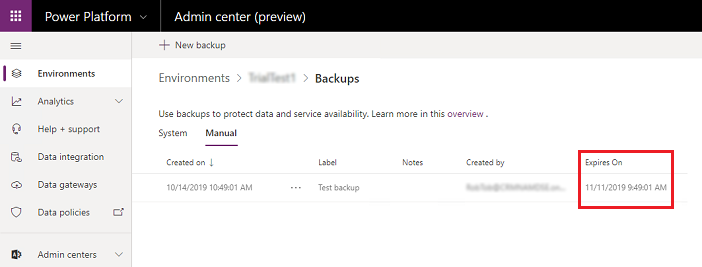 Power Platform Admin center (preview)
New backup
Environments
Analytics
Help + support
Data integration
Data gateways
Data policies
Admin centers
Environments > TrialTest1 > Backups
Use backups to protect data and service availability. Learn more in this overview .
System Manual
Created on ↓ Label Notes Created by Expires On
10/14/2019 10:49:01 AM ··· Test backup 11/11/2019 9:49:01 AM